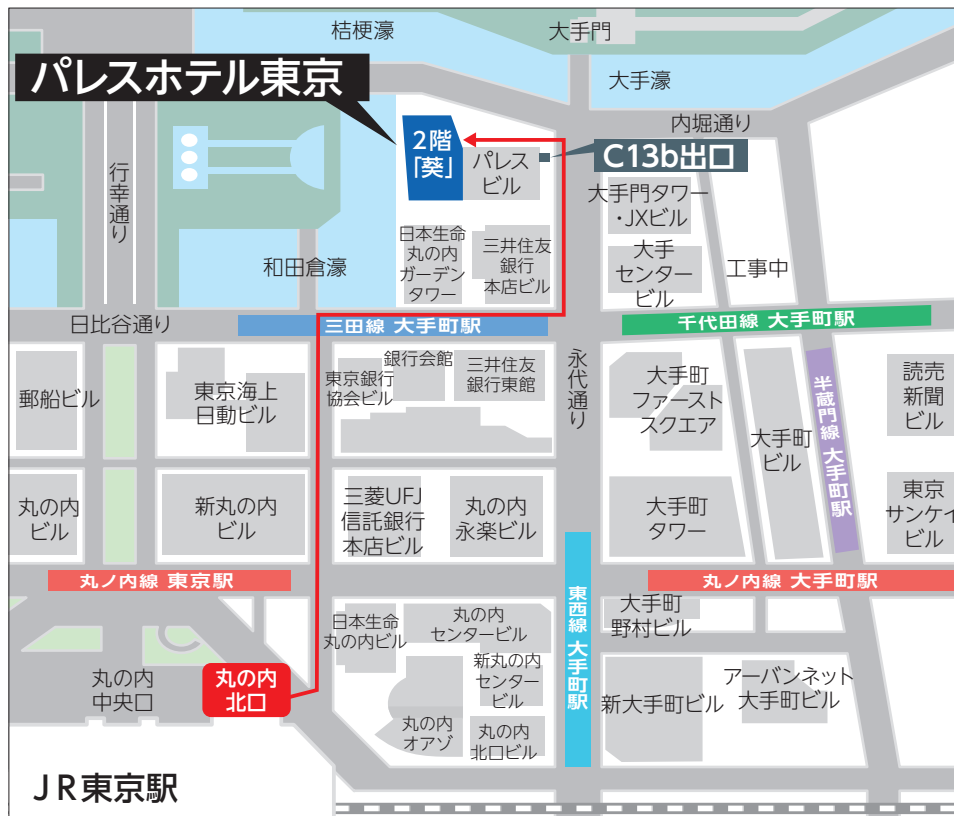 桔梗濠
大手門
パレスホテル東京
大手濠
内堀通り
2階
「葵」
パレス
ビル
C13b出口
行幸通り
大手門タワー
・JXビル
日本生命
丸の内
ガーデン
タワー
三井住友
銀行
本店ビル
大手
センター
ビル
工事中
和田倉濠
日比谷通り
三田線 大手町駅
千代田線 大手町駅
郵船ビル
東京海上
日動ビル
東京銀行
協会ビル
銀行会館
三井住友
銀行東館
永代通り
大手町
ファースト
スクエア
大手町
ビル
半蔵門線 大手町駅
読売
新聞
ビル
丸の内
ビル
新丸の内
ビル
三菱UFJ
信託銀行
本店ビル
丸の内
永楽ビル
大手町
タワー
東京
サンケイ
ビル
丸ノ内線 東京駅
東西線 大手町駅
丸ノ内線 大手町駅
日本生命
丸の内ビル
丸の内
センタービル
大手町
野村ビル
丸の内
中央口
丸の内
北口
新丸の内
センター
ビル
新大手町ビル
アーバンネット
大手町ビル
丸の内
オアゾ
丸の内
北口ビル
JR東京駅